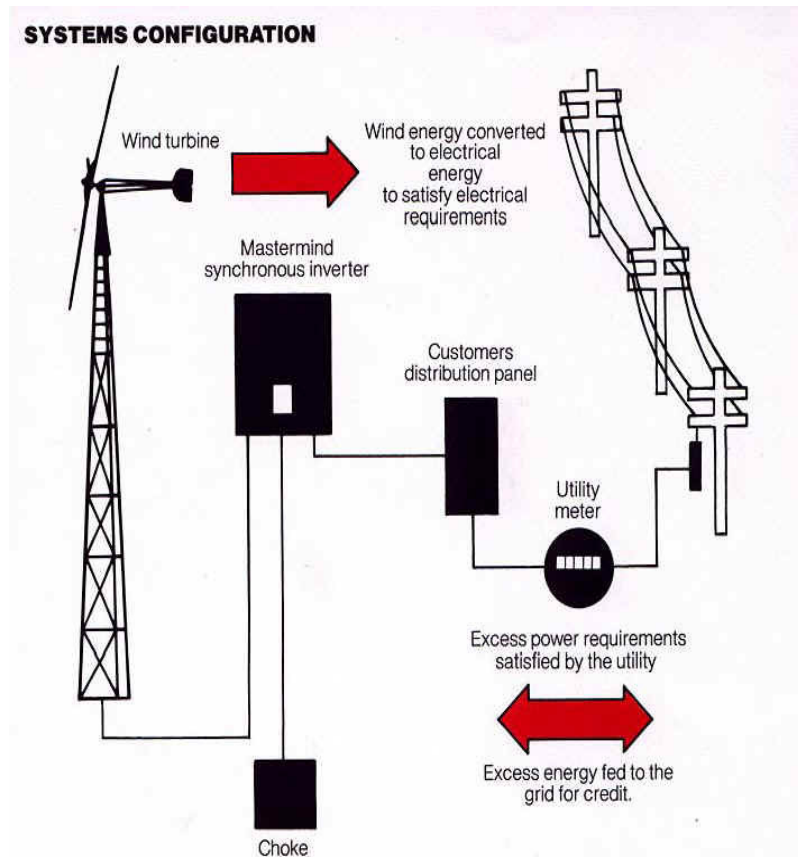 SYSTEMS CONFIGURATION
Wind turbine
Wind energy converted
to electrical
energy
to satisfy electrical
requirements
Mastermind
synchronous inverter
Customers
distribution panel
Utility
meter
Excess power requirements
satisfied by the utility
Excess energy fed to the
grid for credit.
Choke